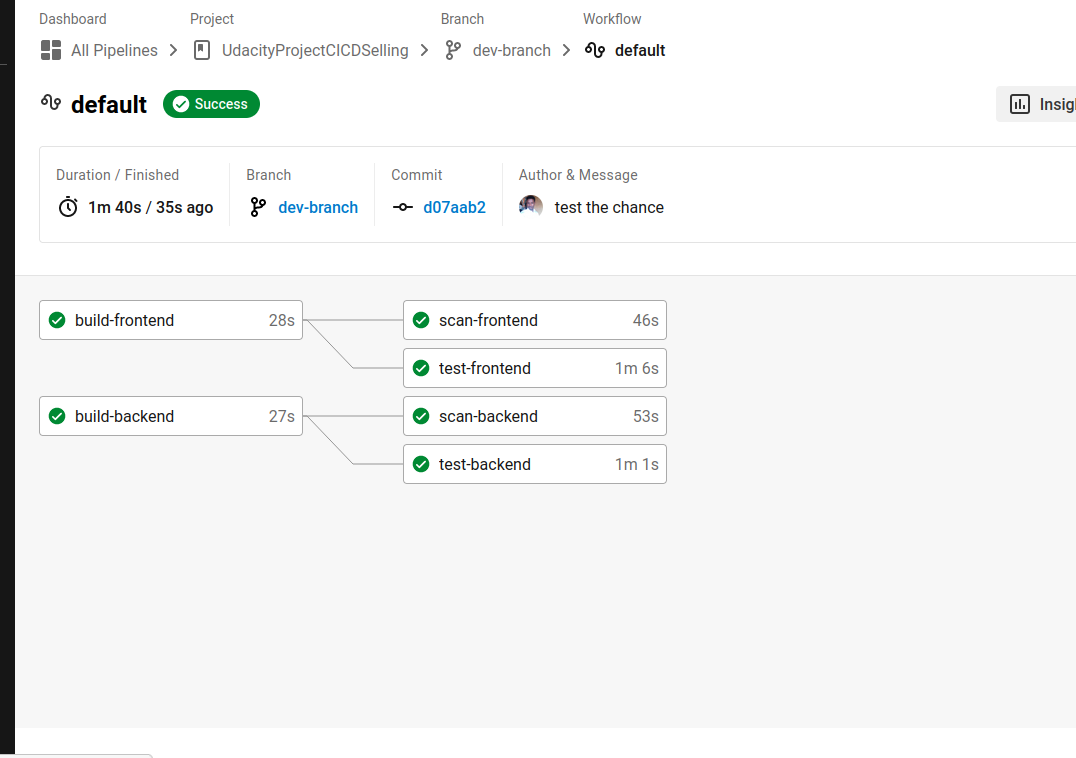 Dashboard Project Branch Workflow
All Pipelines UdacityProjectCICDSelling dev-branch default
default Success
Duration / Finished Branch Commit Author & Message
1m 40s / 35s ago dev-branch d07aab2 test the chance
build-frontend 28s scan-frontend 46s
test-frontend 1m 6s
build-backend 27s scan-backend 53s
test-backend 1m 1s